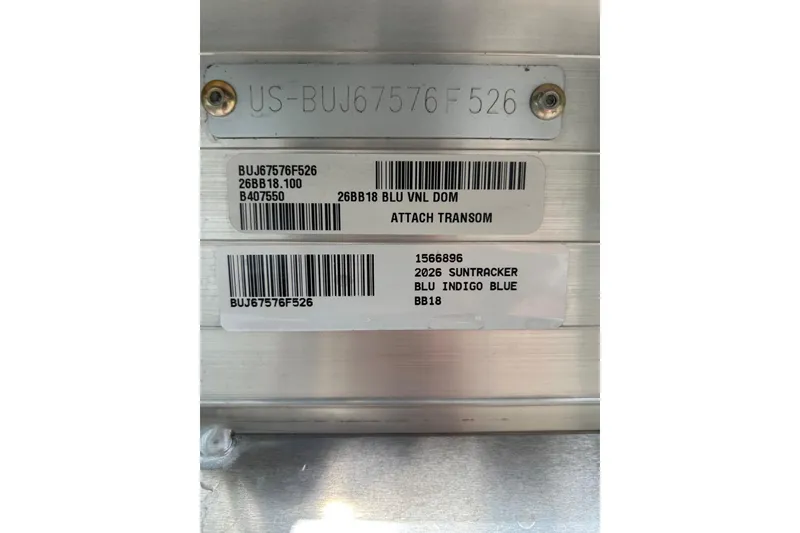 US-BUJ67576F526
BUJ67576F526
26BB18.100
B407550
26BB18 BLU VNL DOM
ATTACH TRANSOM
1566896
2026 SUNTRACKER
BLU INDIGO BLUE
BUJ67576F526
BB18